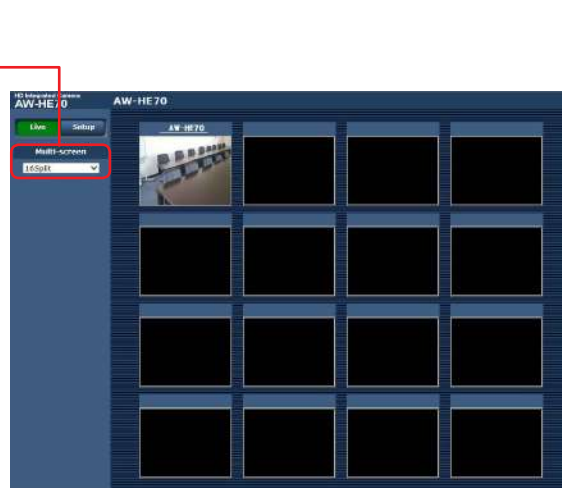 HD Integrated Camera
AW-HE70
AW-HE70
Live
Setup
Multi-screen
16Split
AW-HE70